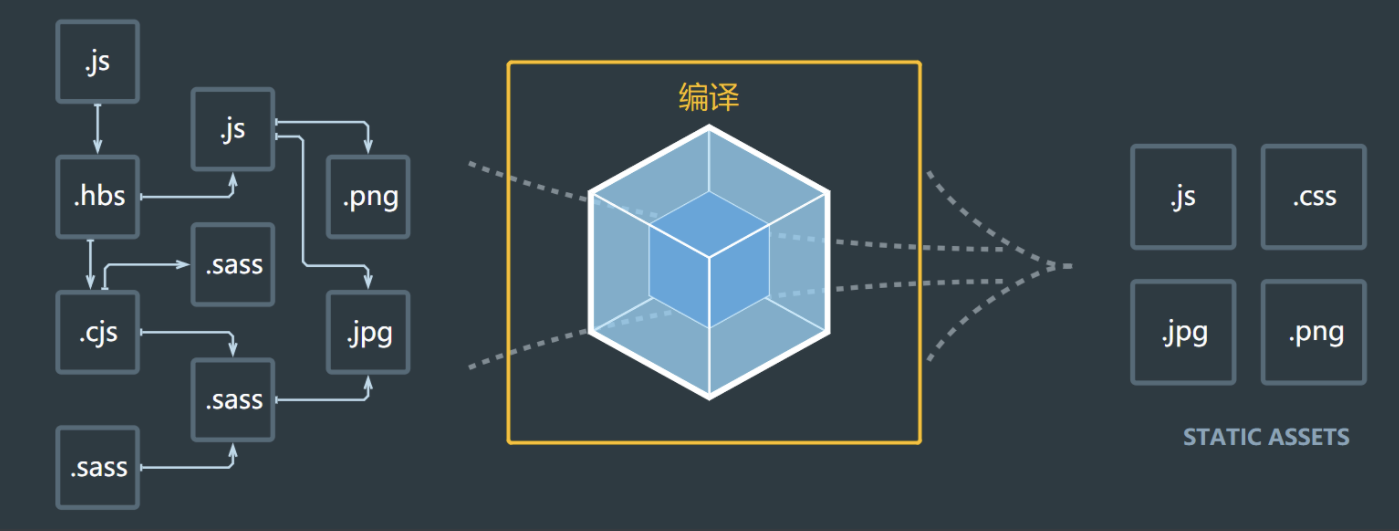 .js
.js
.hbs
.png
.sass
.cjs
.jpg
.sass
.sass
编译
.js
.css
.jpg
.png
STATIC ASSETS